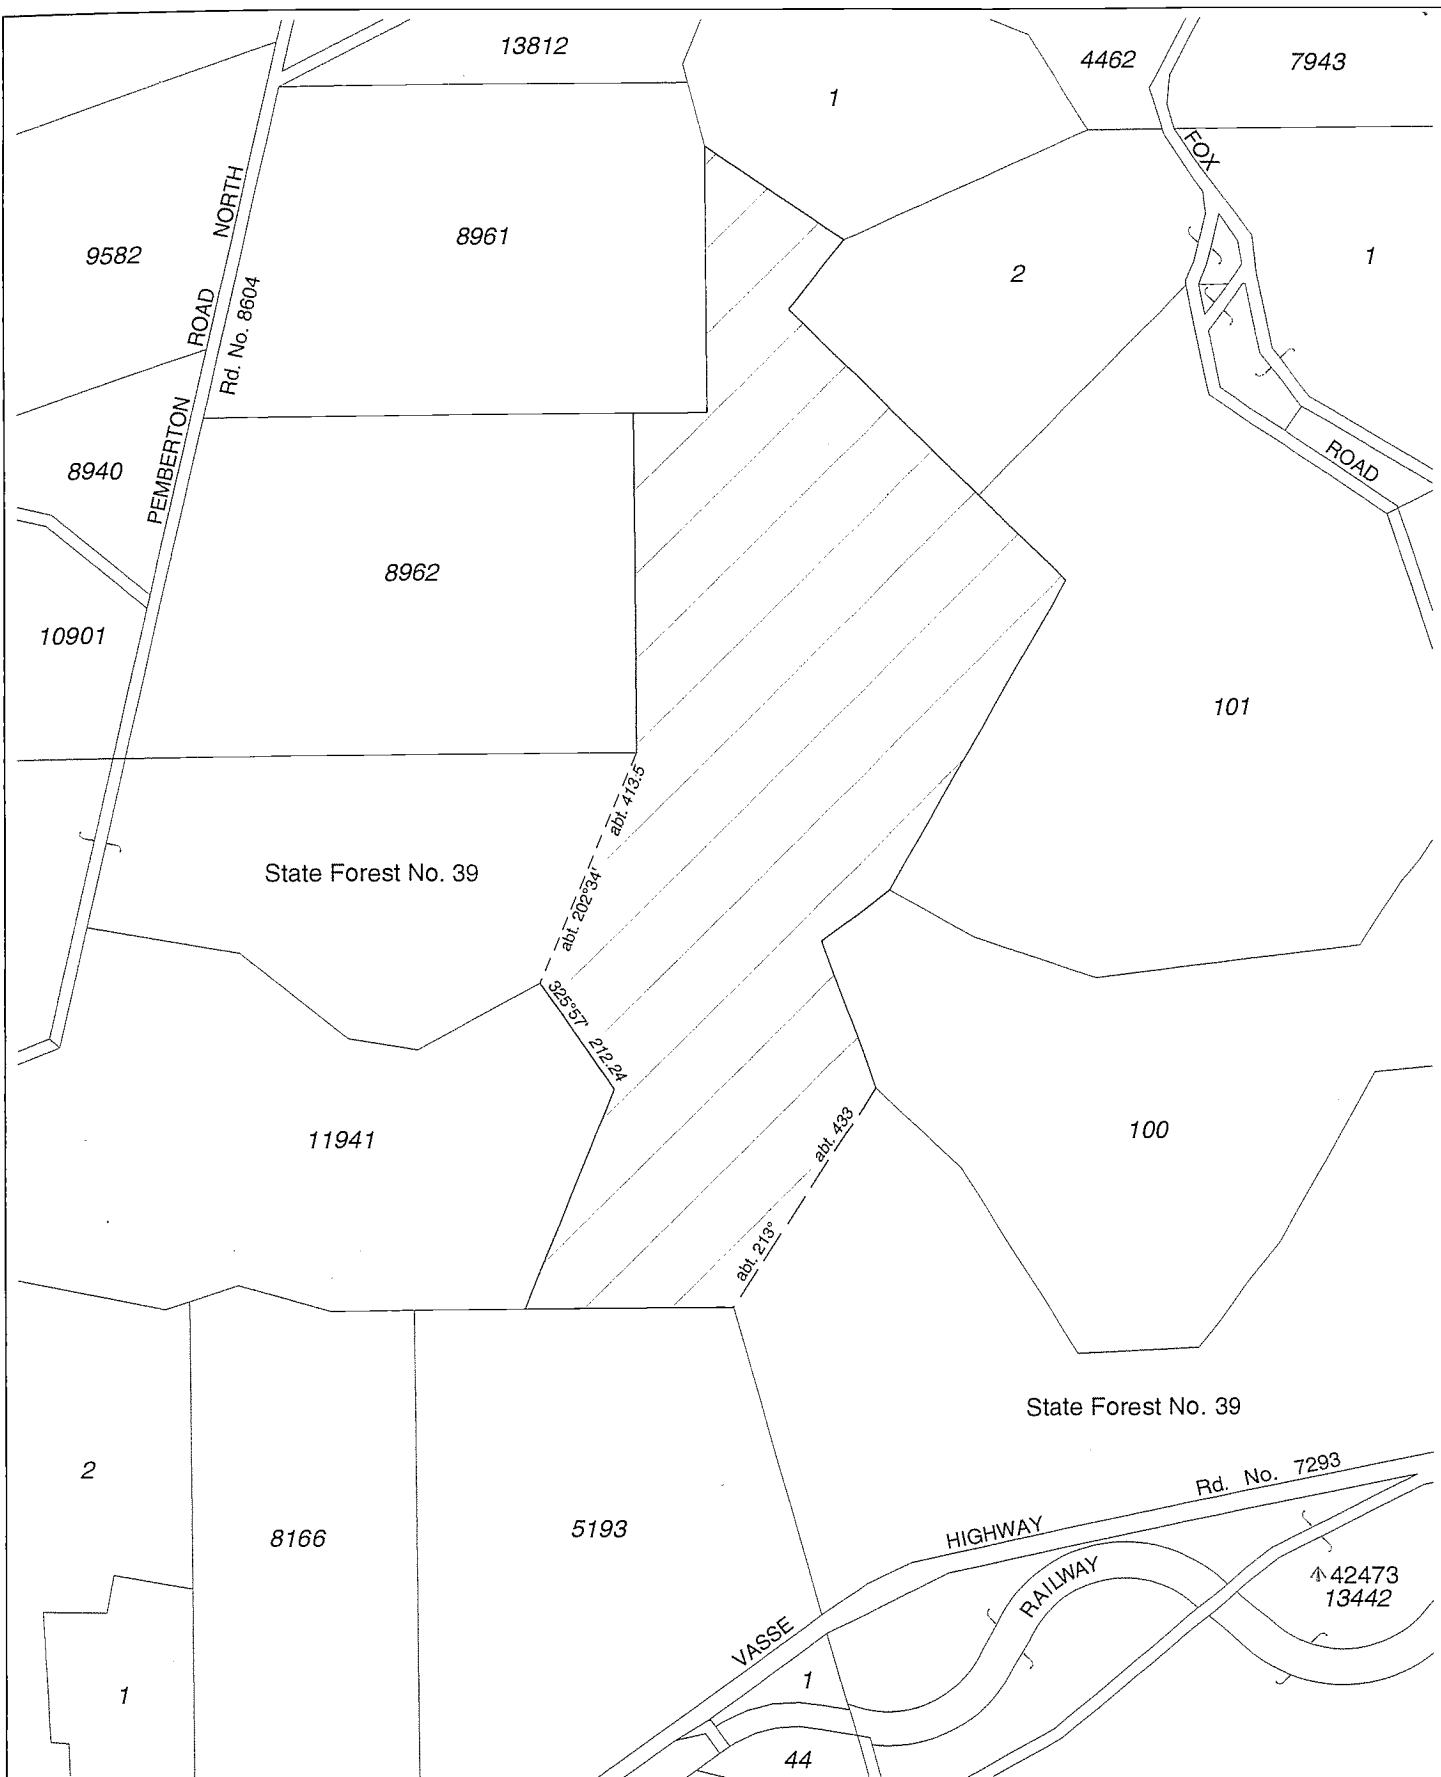 13812
1
4462
7943
FOX
NORTH
8961
9582
2
1
ROAD
Rd. No. 8604
PEMBERTON
8940
ROAD
8962
10901
101
abt. 413.5
State Forest No. 39
abt. 202°34'
325°57' 212.24
11941
abt. 433
100
abt. 213°
State Forest No. 39
2
8166
5193
Rd. No. 7293
HIGHWAY
RAILWAY
42473
13442
VASSE
1
1
44